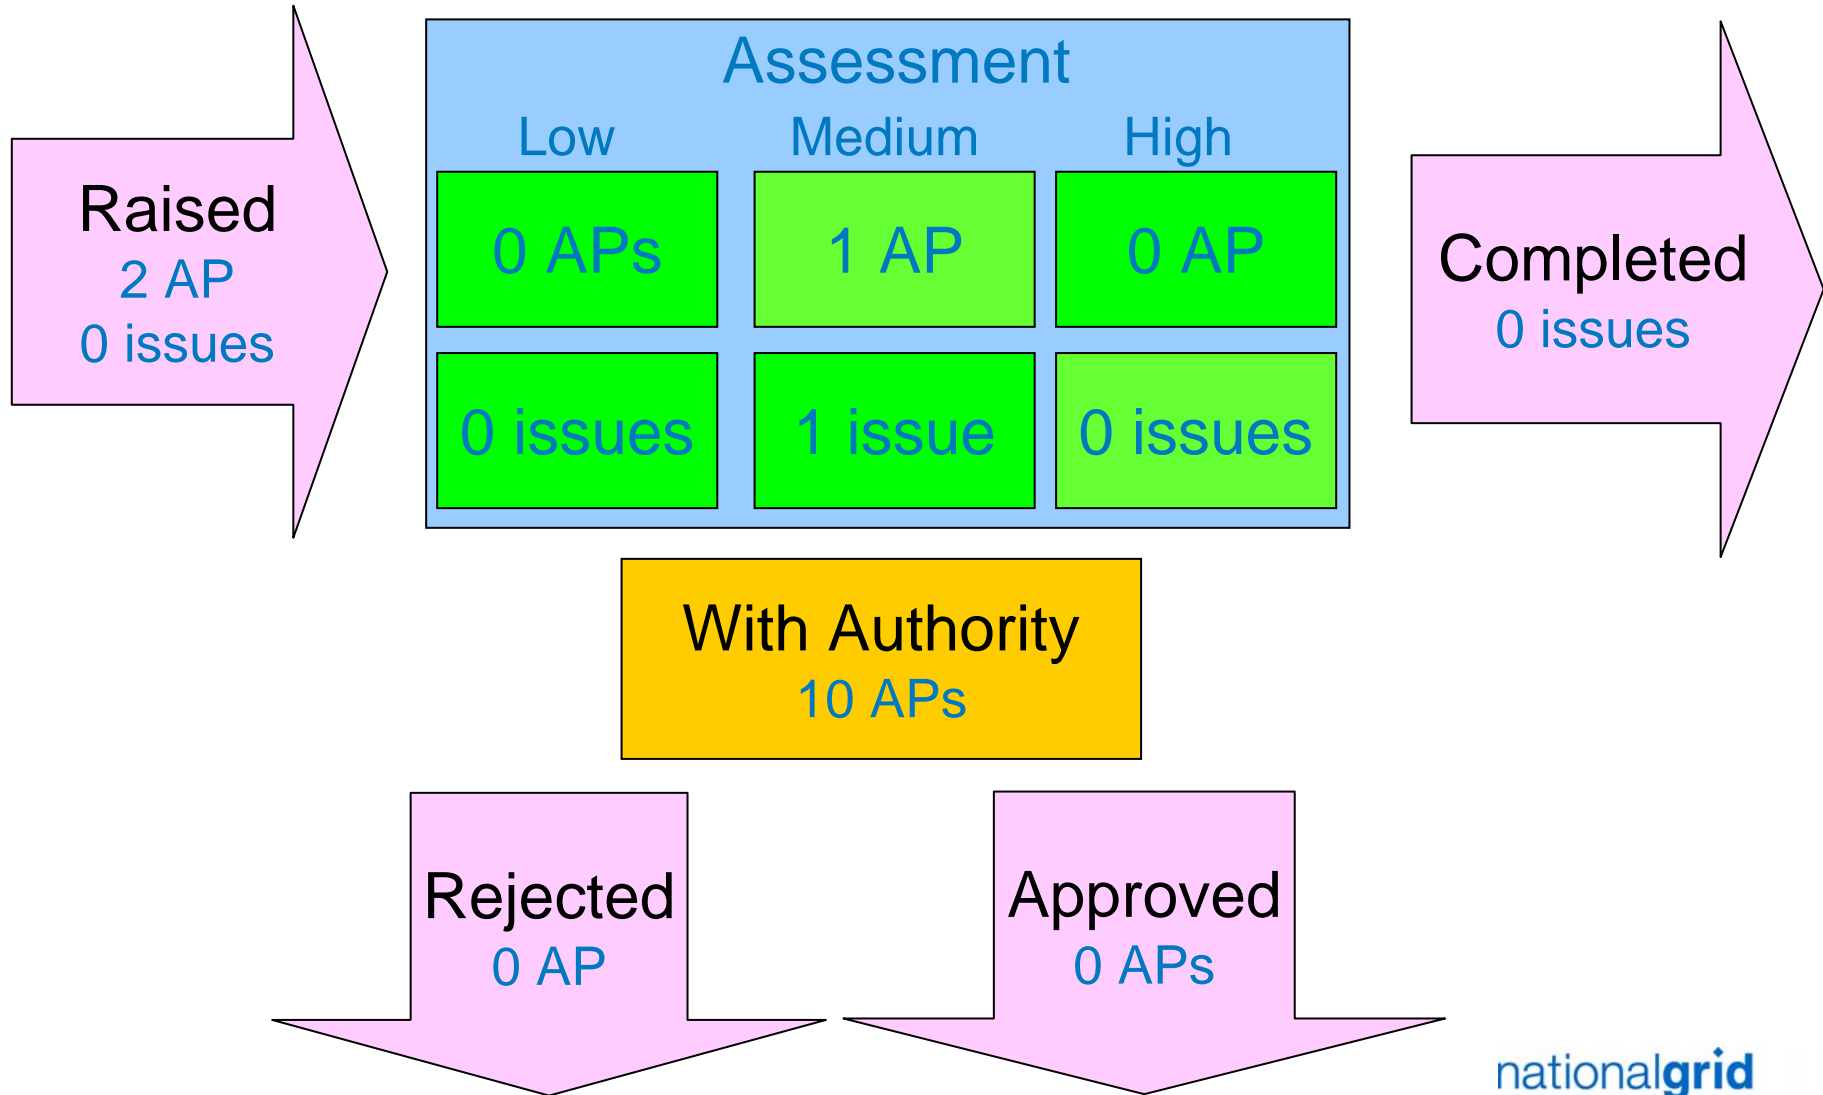 Raised
2 AP
0 issues
Assessment
Low Medium High
0 APs 1 AP 0 AP
0 issues 1 issue 0 issues
Completed
0 issues
With Authority
10 APs
Rejected
0 AP
Approved
0 APs
nationalgrid